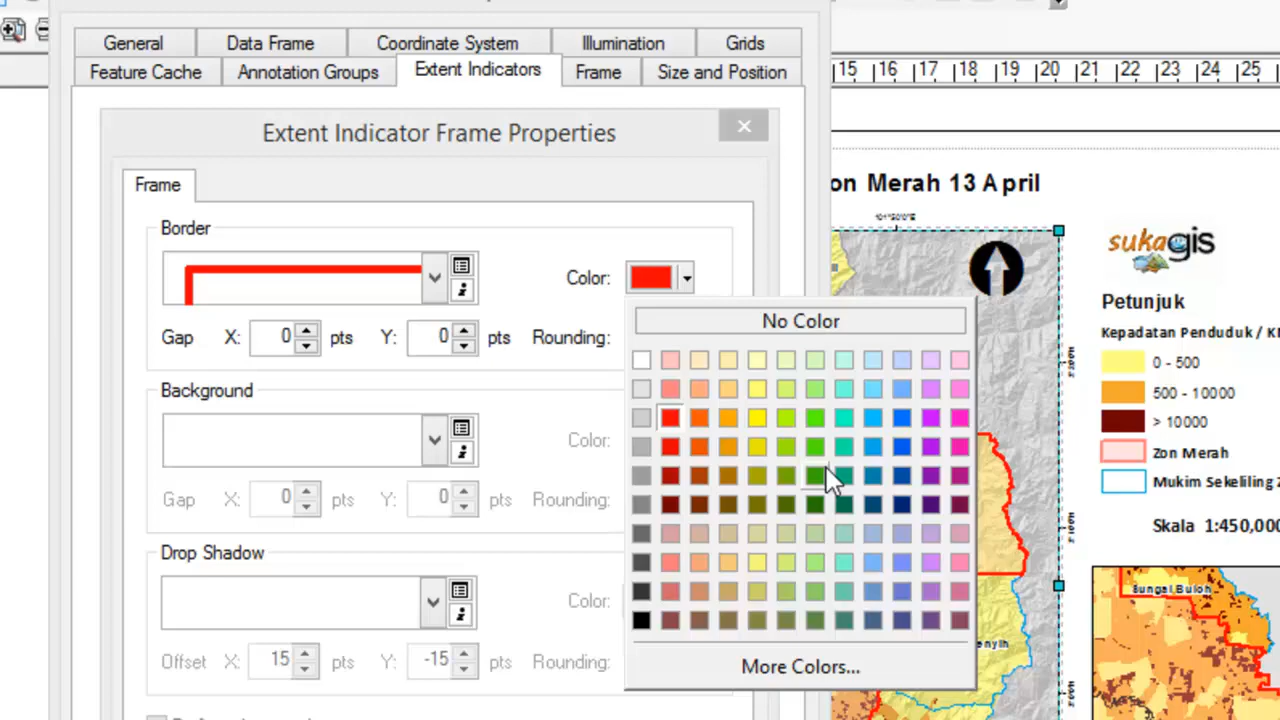 General
Data Frame
Coordinate System
Illumination
Grids
Feature Cache
Annotation Groups
Extent Indicators
Frame
Size and Position
15 16 17 18 19 20 21 22 23 24 25
Extent Indicator Frame Properties
Frame
Border
Color:
Gap X: 0 pts Y: 0 pts Rounding:
Background
Color:
Gap X: 0 pts Y: 0 pts Rounding:
Drop Shadow
Color:
Offset X: 15 pts Y: -15 pts Rounding:
No Color
More Colors...
on Merah 13 April
sukagis
Petunjuk
Kepadatan Penduduk /
0 - 500
500 - 10000
> 10000
Zon Merah
Mukim Sekeliling
Skala 1:450,00
Sungai Buloh
enyih